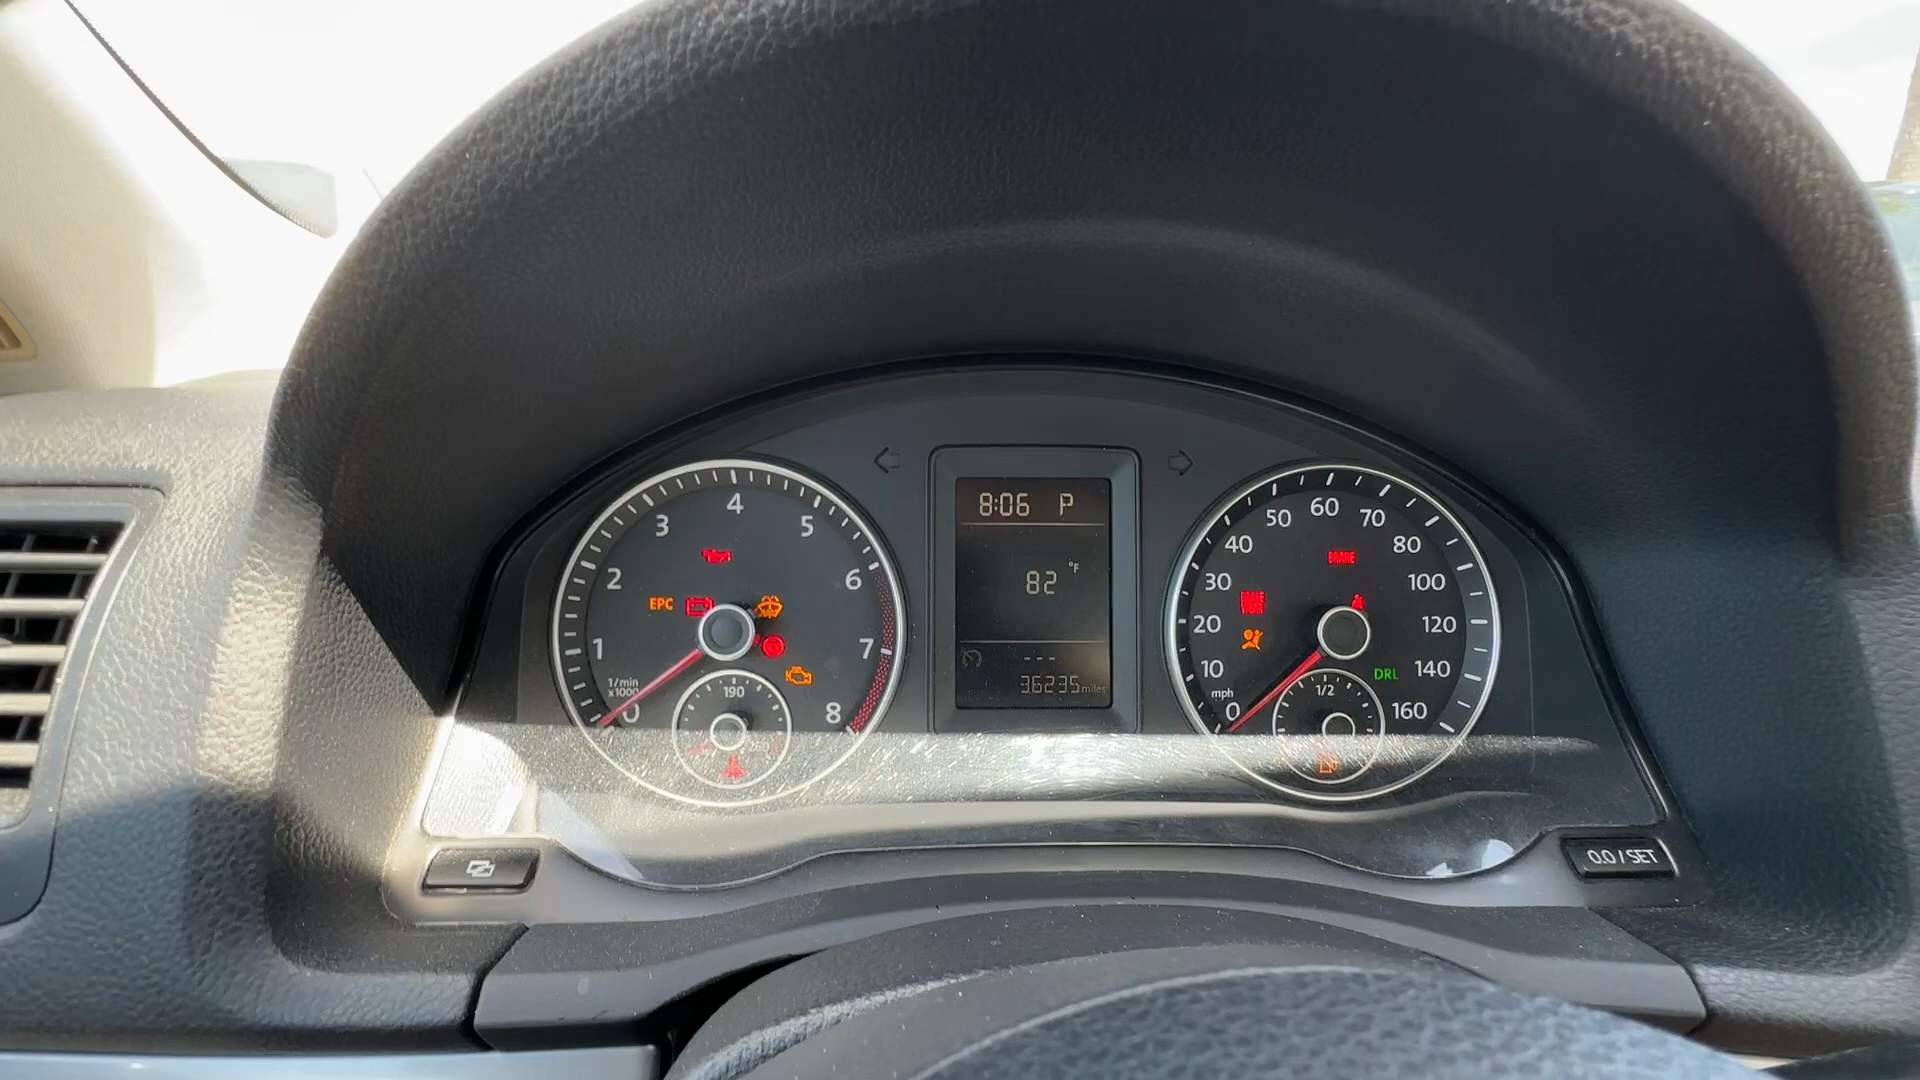 8:06 P
82 °F
---
36235 miles
0 1 2 3 4 5 6 7 8
1/min
x1000
EPC
190
260
0 10 20 30 40 50 60 70 80 100 120 140 160
mph
BRAKE
BRAKE
WEAR
DRL
1/2
0.0 / SET